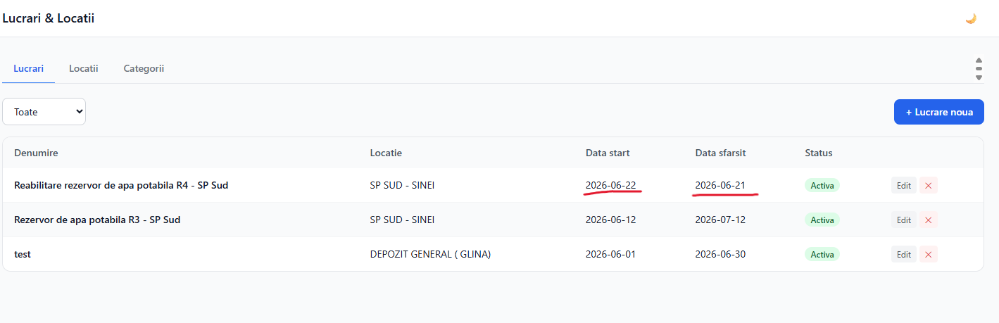 Lucrari & Locatii
Lucrari Locatii Categorii
Toate + Lucrare noua
Denumire Locatie Data start Data sfarsit Status
Reabilitare rezervor de apa potabila R4 - SP Sud SP SUD - SINEI 2026-06-22 2026-06-21 Activa Edit ×
Rezervor de apa potabila R3 - SP Sud SP SUD - SINEI 2026-06-12 2026-07-12 Activa Edit ×
test DEPOZIT GENERAL ( GLINA) 2026-06-01 2026-06-30 Activa Edit ×